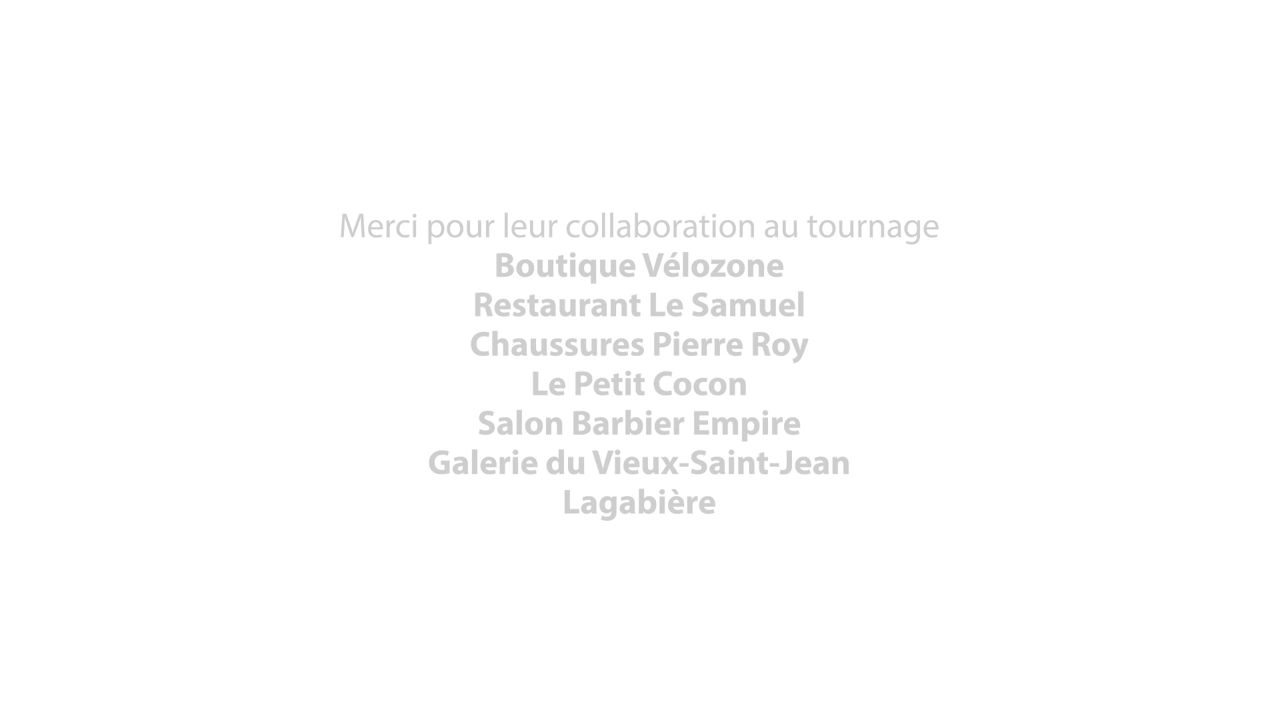 Merci pour leur collaboration au tournage
Boutique Vélozone
Restaurant Le Samuel
Chaussures Pierre Roy
Le Petit Cocon
Salon Barbier Empire
Galerie du Vieux-Saint-Jean
Lagabière